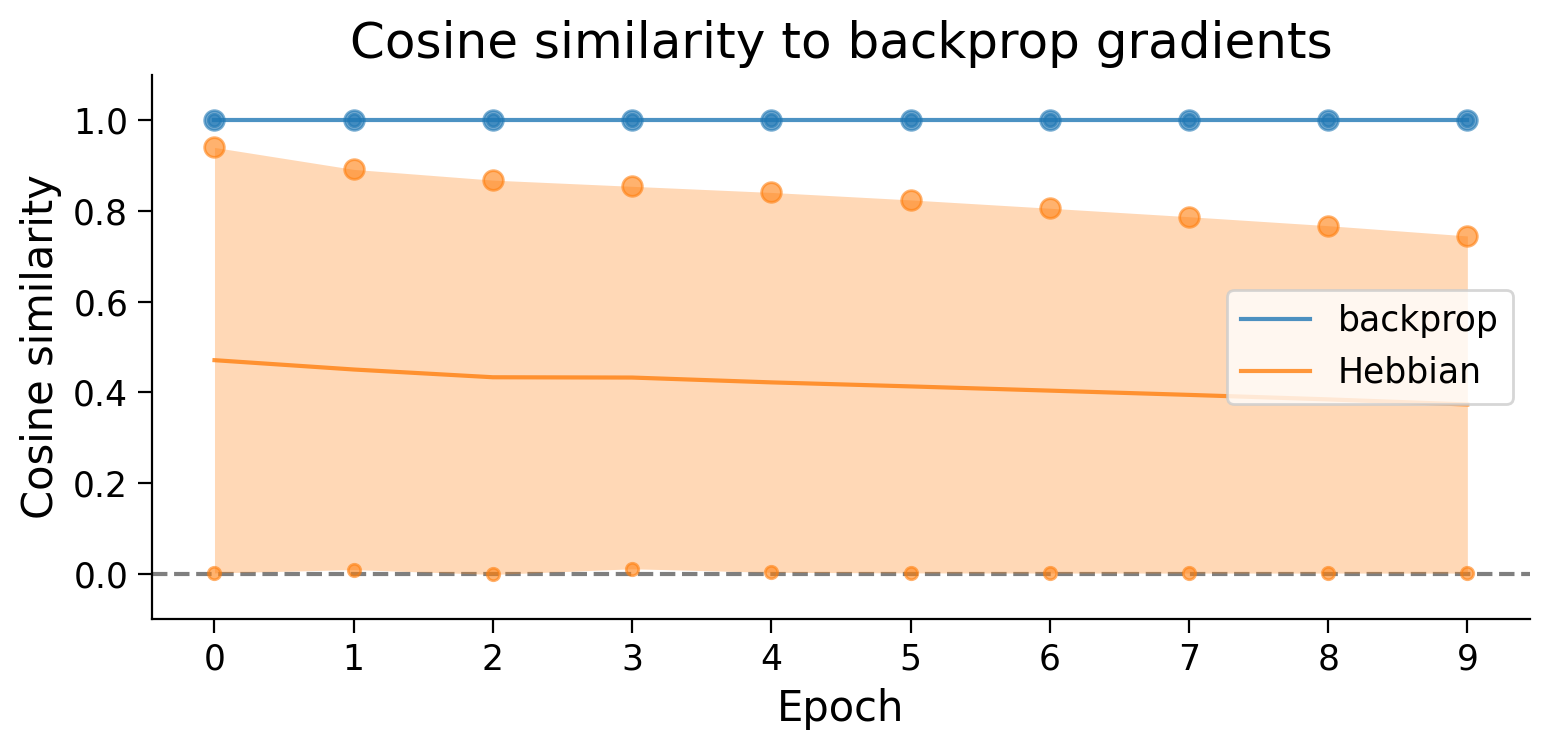 Cosine similarity to backprop gradients
Cosine similarity
1.0
0.8
0.6
0.4
0.2
0.0
backprop
Hebbian
0 1 2 3 4 5 6 7 8 9
Epoch